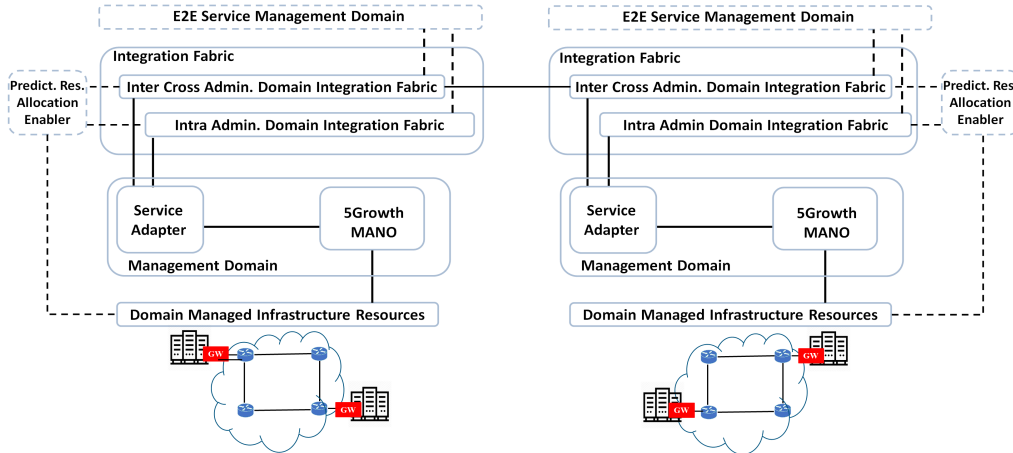 E2E Service Management Domain
Integration Fabric
Predict. Res.
Allocation
Enabler
Inter Cross Admin. Domain Integration Fabric
Intra Admin. Domain Integration Fabric
Service
Adapter
5Growth
MANO
Management Domain
Domain Managed Infrastructure Resources
GW
GW
E2E Service Management Domain
Integration Fabric
Inter Cross Admin. Domain Integration Fabric
Intra Admin Domain Integration Fabric
Predict. Res
Allocation
Enabler
Service
Adapter
5Growth
MANO
Management Domain
Domain Managed Infrastructure Resources
GW
GW